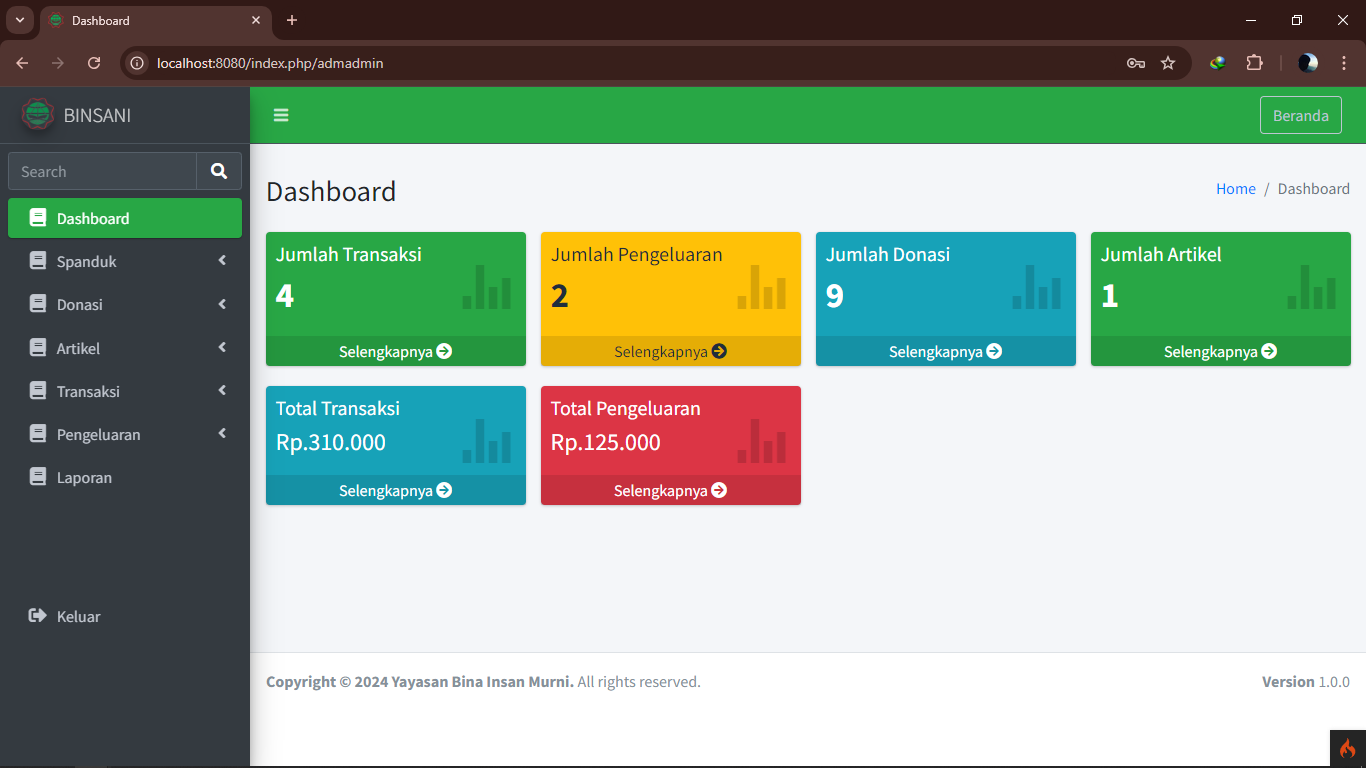 Dashboard
localhost:8080/index.php/admadmin
BINSANI
Beranda
Search
Dashboard
Spanduk
Donasi
Artikel
Transaksi
Pengeluaran
Laporan
Keluar
Dashboard
Home / Dashboard
Jumlah Transaksi
4
Selengkapnya
Jumlah Pengeluaran
2
Selengkapnya
Jumlah Donasi
9
Selengkapnya
Jumlah Artikel
1
Selengkapnya
Total Transaksi
Rp.310.000
Selengkapnya
Total Pengeluaran
Rp.125.000
Selengkapnya
Copyright © 2024 Yayasan Bina Insan Murni. All rights reserved.
Version 1.0.0